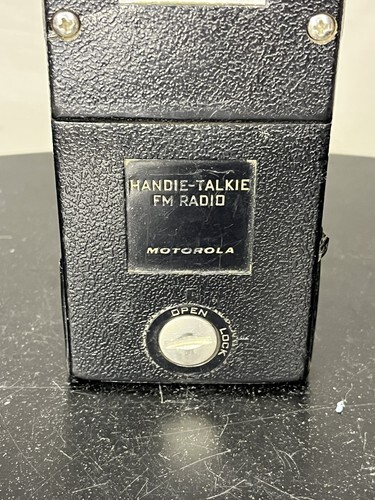 HANDIE-TALKIE
FM RADIO
MOTOROLA
OPEN LOCK